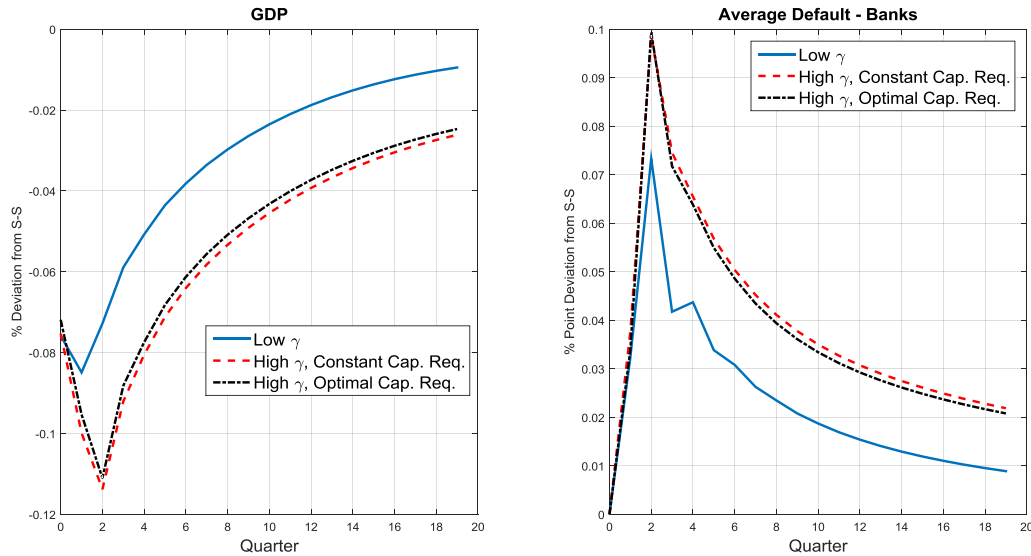 GDP
0
-0.02
-0.04
-0.06
-0.08
-0.1
-0.12
% Deviation from S-S
Low γ
High γ, Constant Cap. Req.
High γ, Optimal Cap. Req.
0 2 4 6 8 10 12 14 16 18 20
Quarter
Average Default - Banks
0.1
0.09
0.08
0.07
0.06
0.05
0.04
0.03
0.02
0.01
0
% Point Deviation from S-S
Low γ
High γ, Constant Cap. Req.
High γ, Optimal Cap. Req.
0 2 4 6 8 10 12 14 16 18 20
Quarter